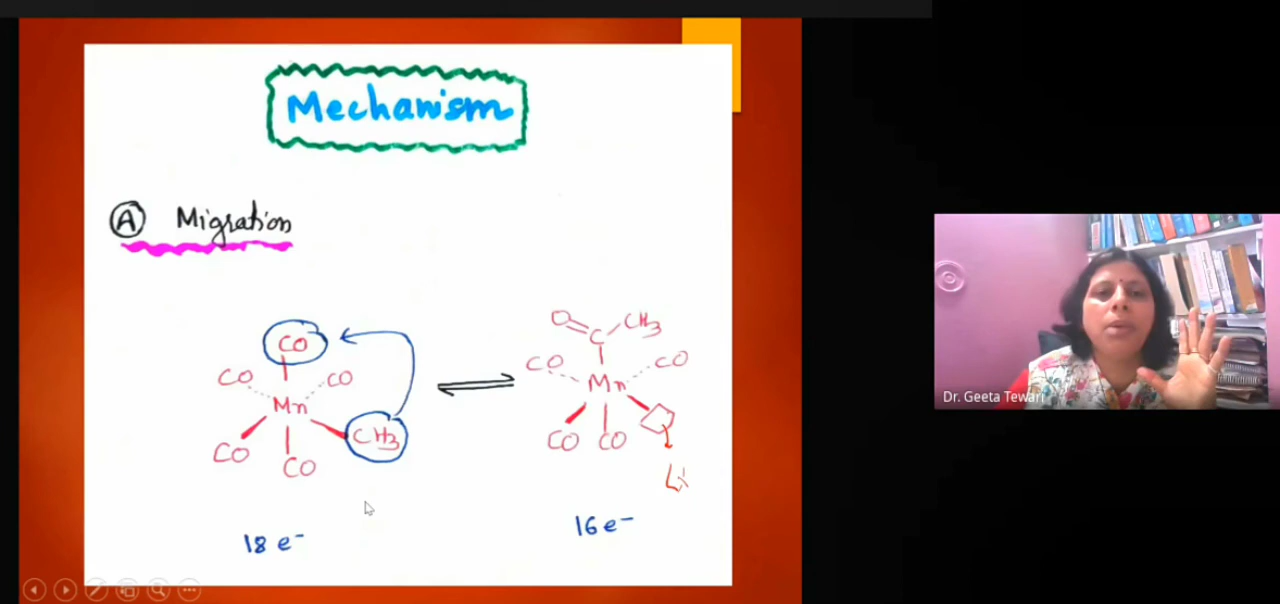 Mechanism
Ⓐ Migration
CO
CO
CO
Mn
CH3
CO
CO
18 e⁻
O
C
CH3
CO
CO
Mn
CO
CO
L
16 e⁻
Dr. Geeta Tewari